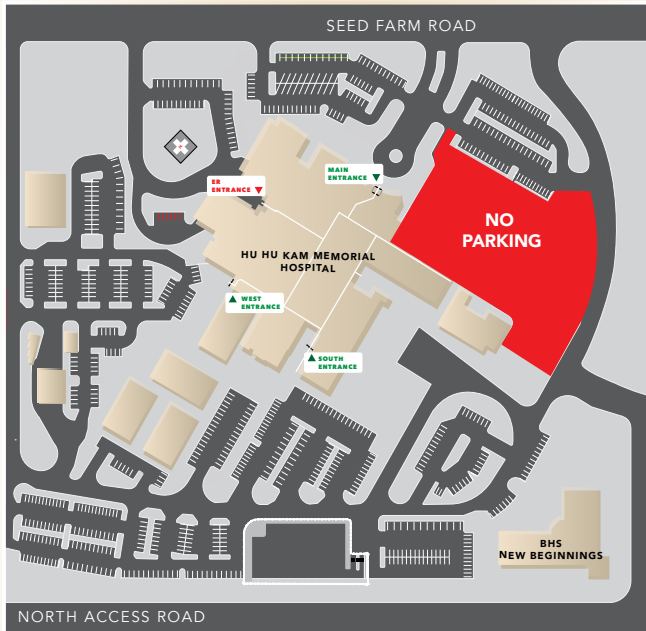 SEED FARM ROAD
MAIN
ENTRANCE
ER
ENTRANCE
NO
PARKING
HU HU KAM MEMORIAL
HOSPITAL
WEST
ENTRANCE
SOUTH
ENTRANCE
BHS
NEW BEGINNINGS
NORTH ACCESS ROAD